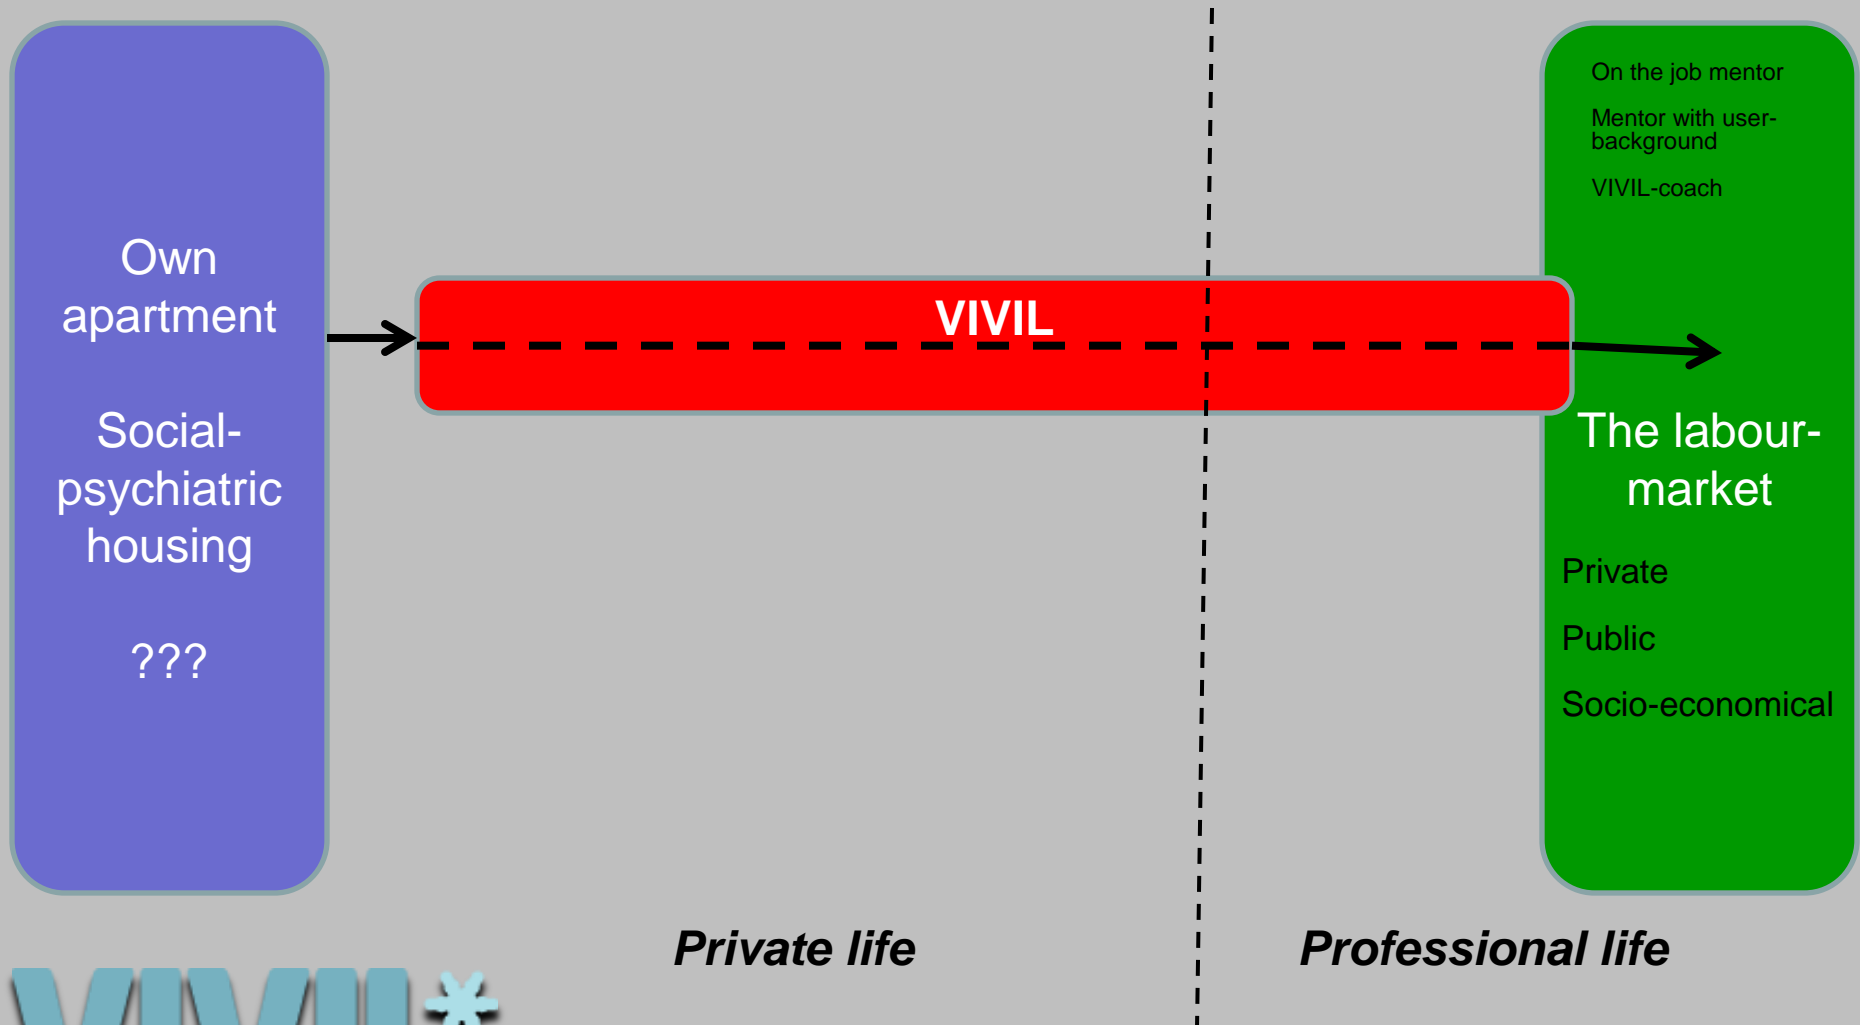 Own
apartment
Social-
psychiatric
housing
???
VIVIL
On the job mentor
Mentor with user-
background
VIVIL-coach
The labour-
market
Private
Public
Socio-economical
Private life
Professional life
VIVIL*